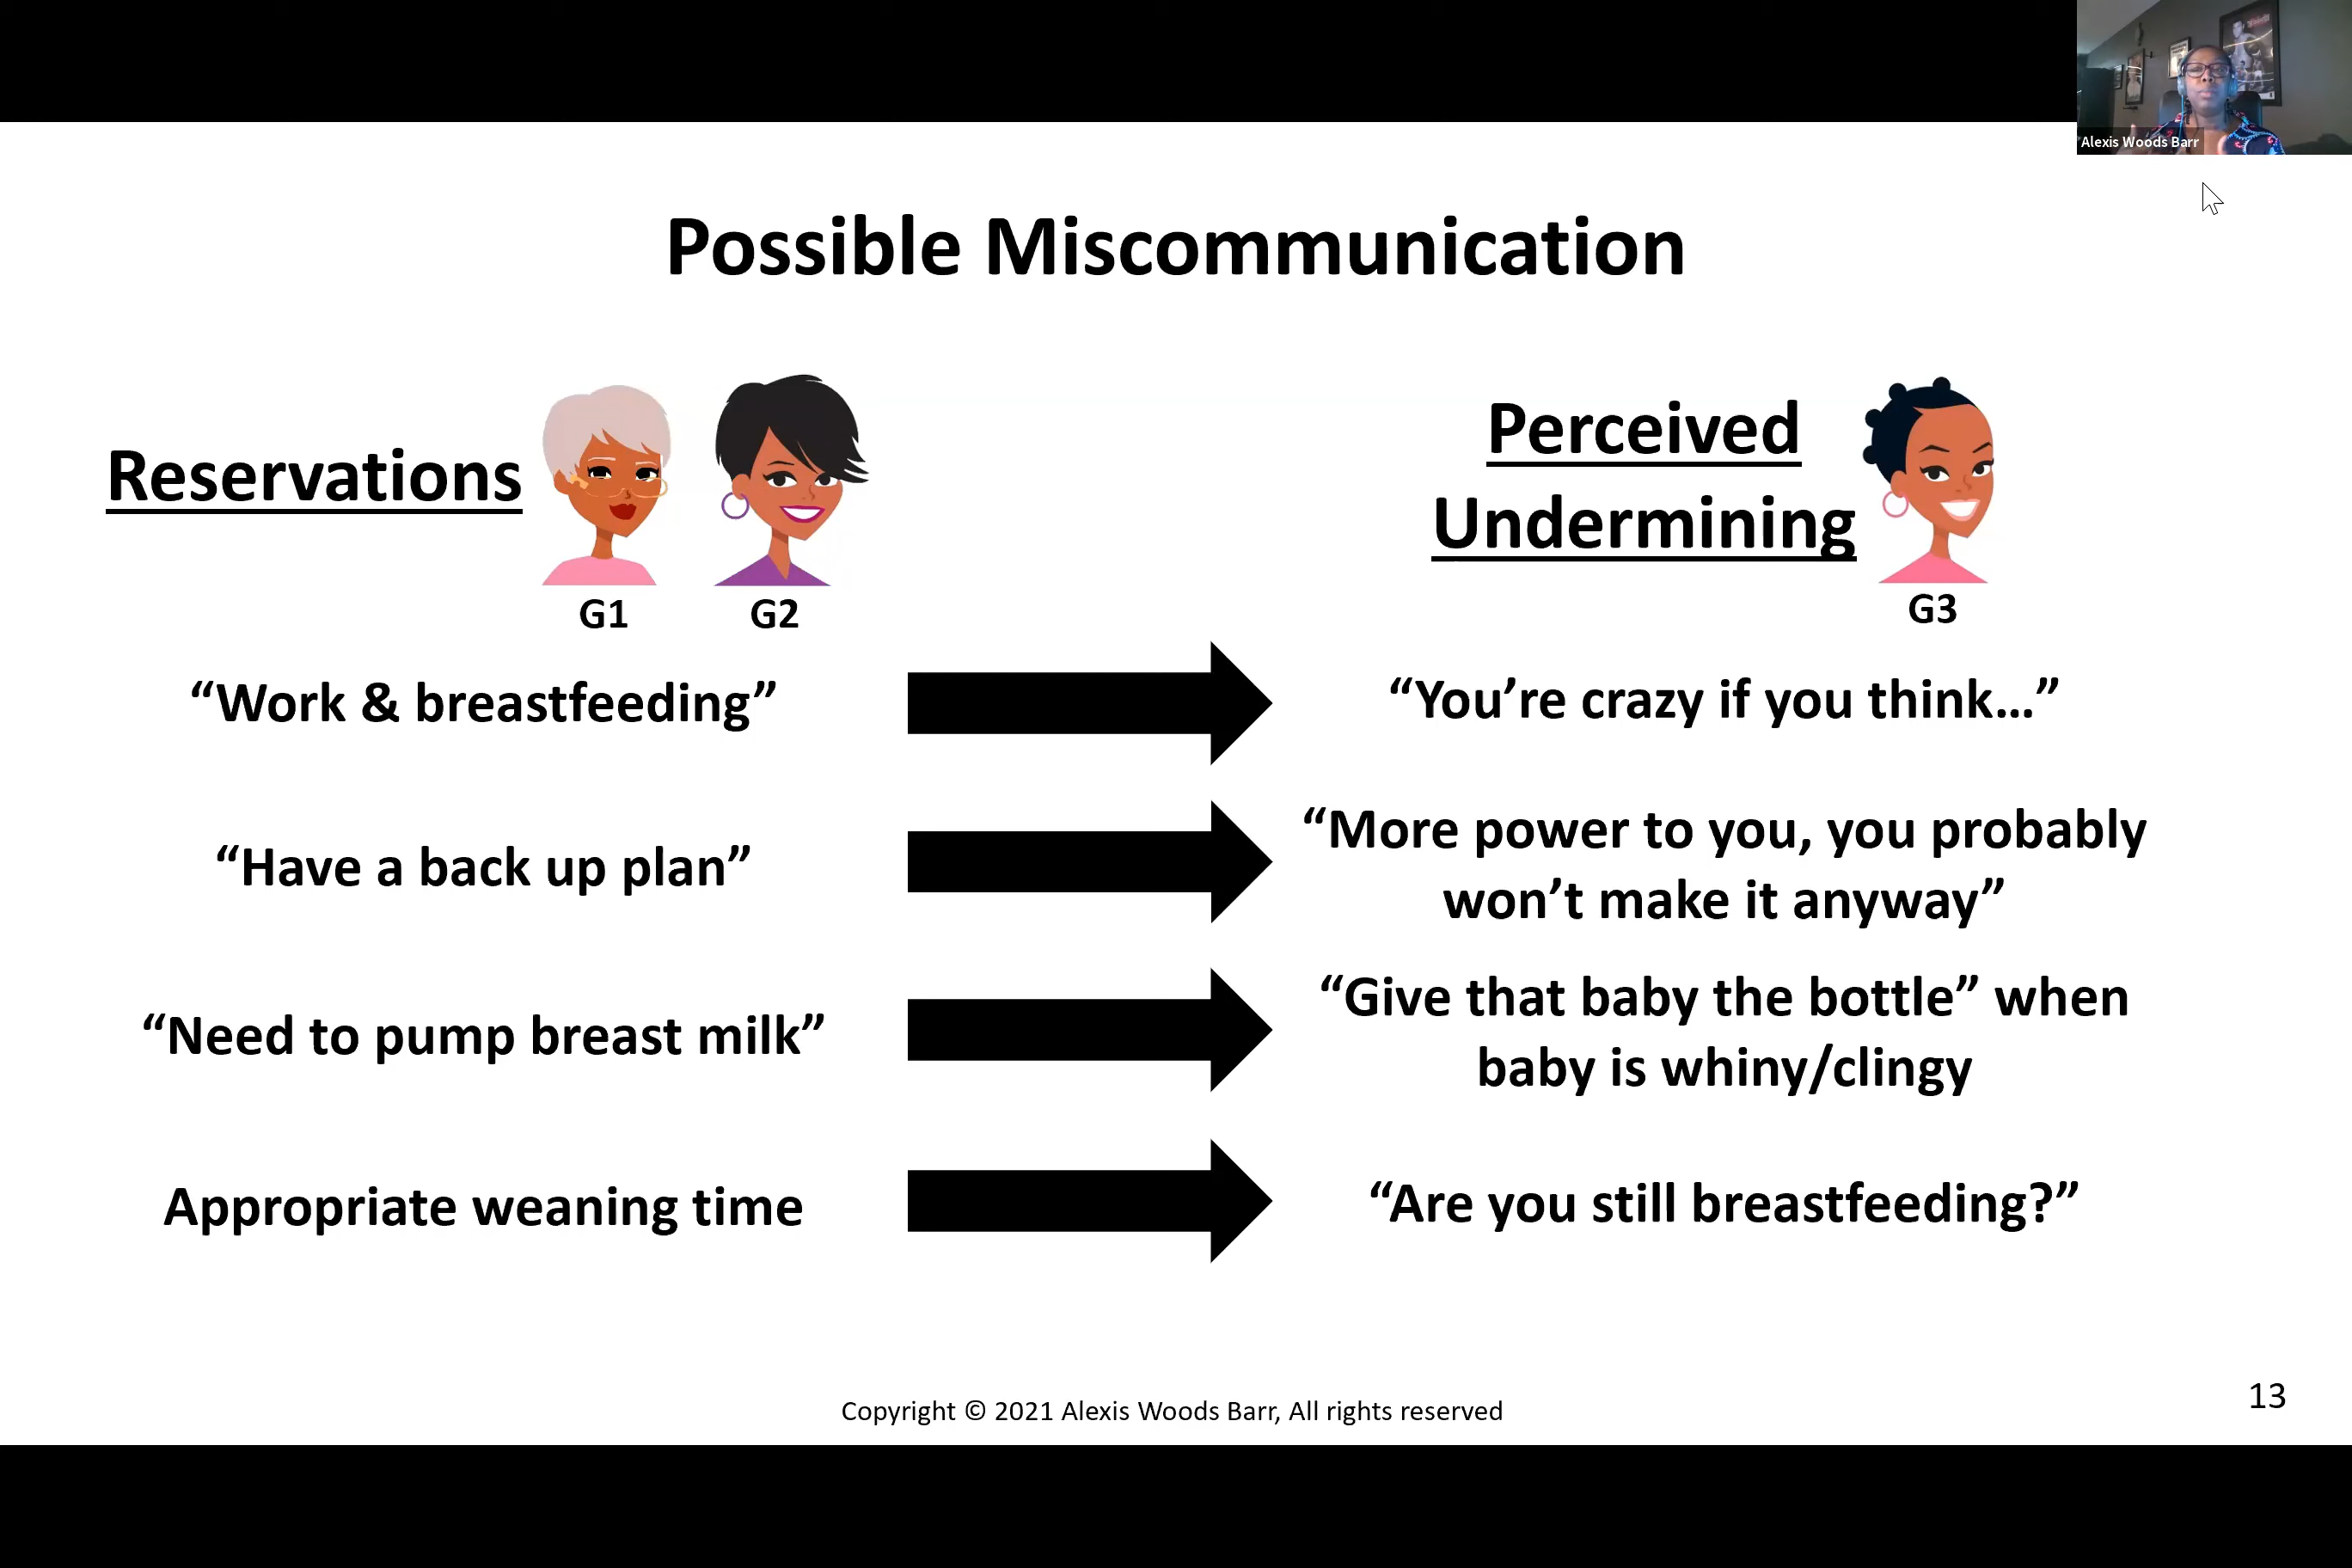 Alexis Woods Barr
Possible Miscommunication
Reservations
G1
G2
Perceived
Undermining
G3
“Work & breastfeeding”
“You’re crazy if you think...”
“Have a back up plan”
“More power to you, you probably
won’t make it anyway”
“Need to pump breast milk”
“Give that baby the bottle” when
baby is whiny/clingy
Appropriate weaning time
“Are you still breastfeeding?”
Copyright © 2021 Alexis Woods Barr, All rights reserved
13